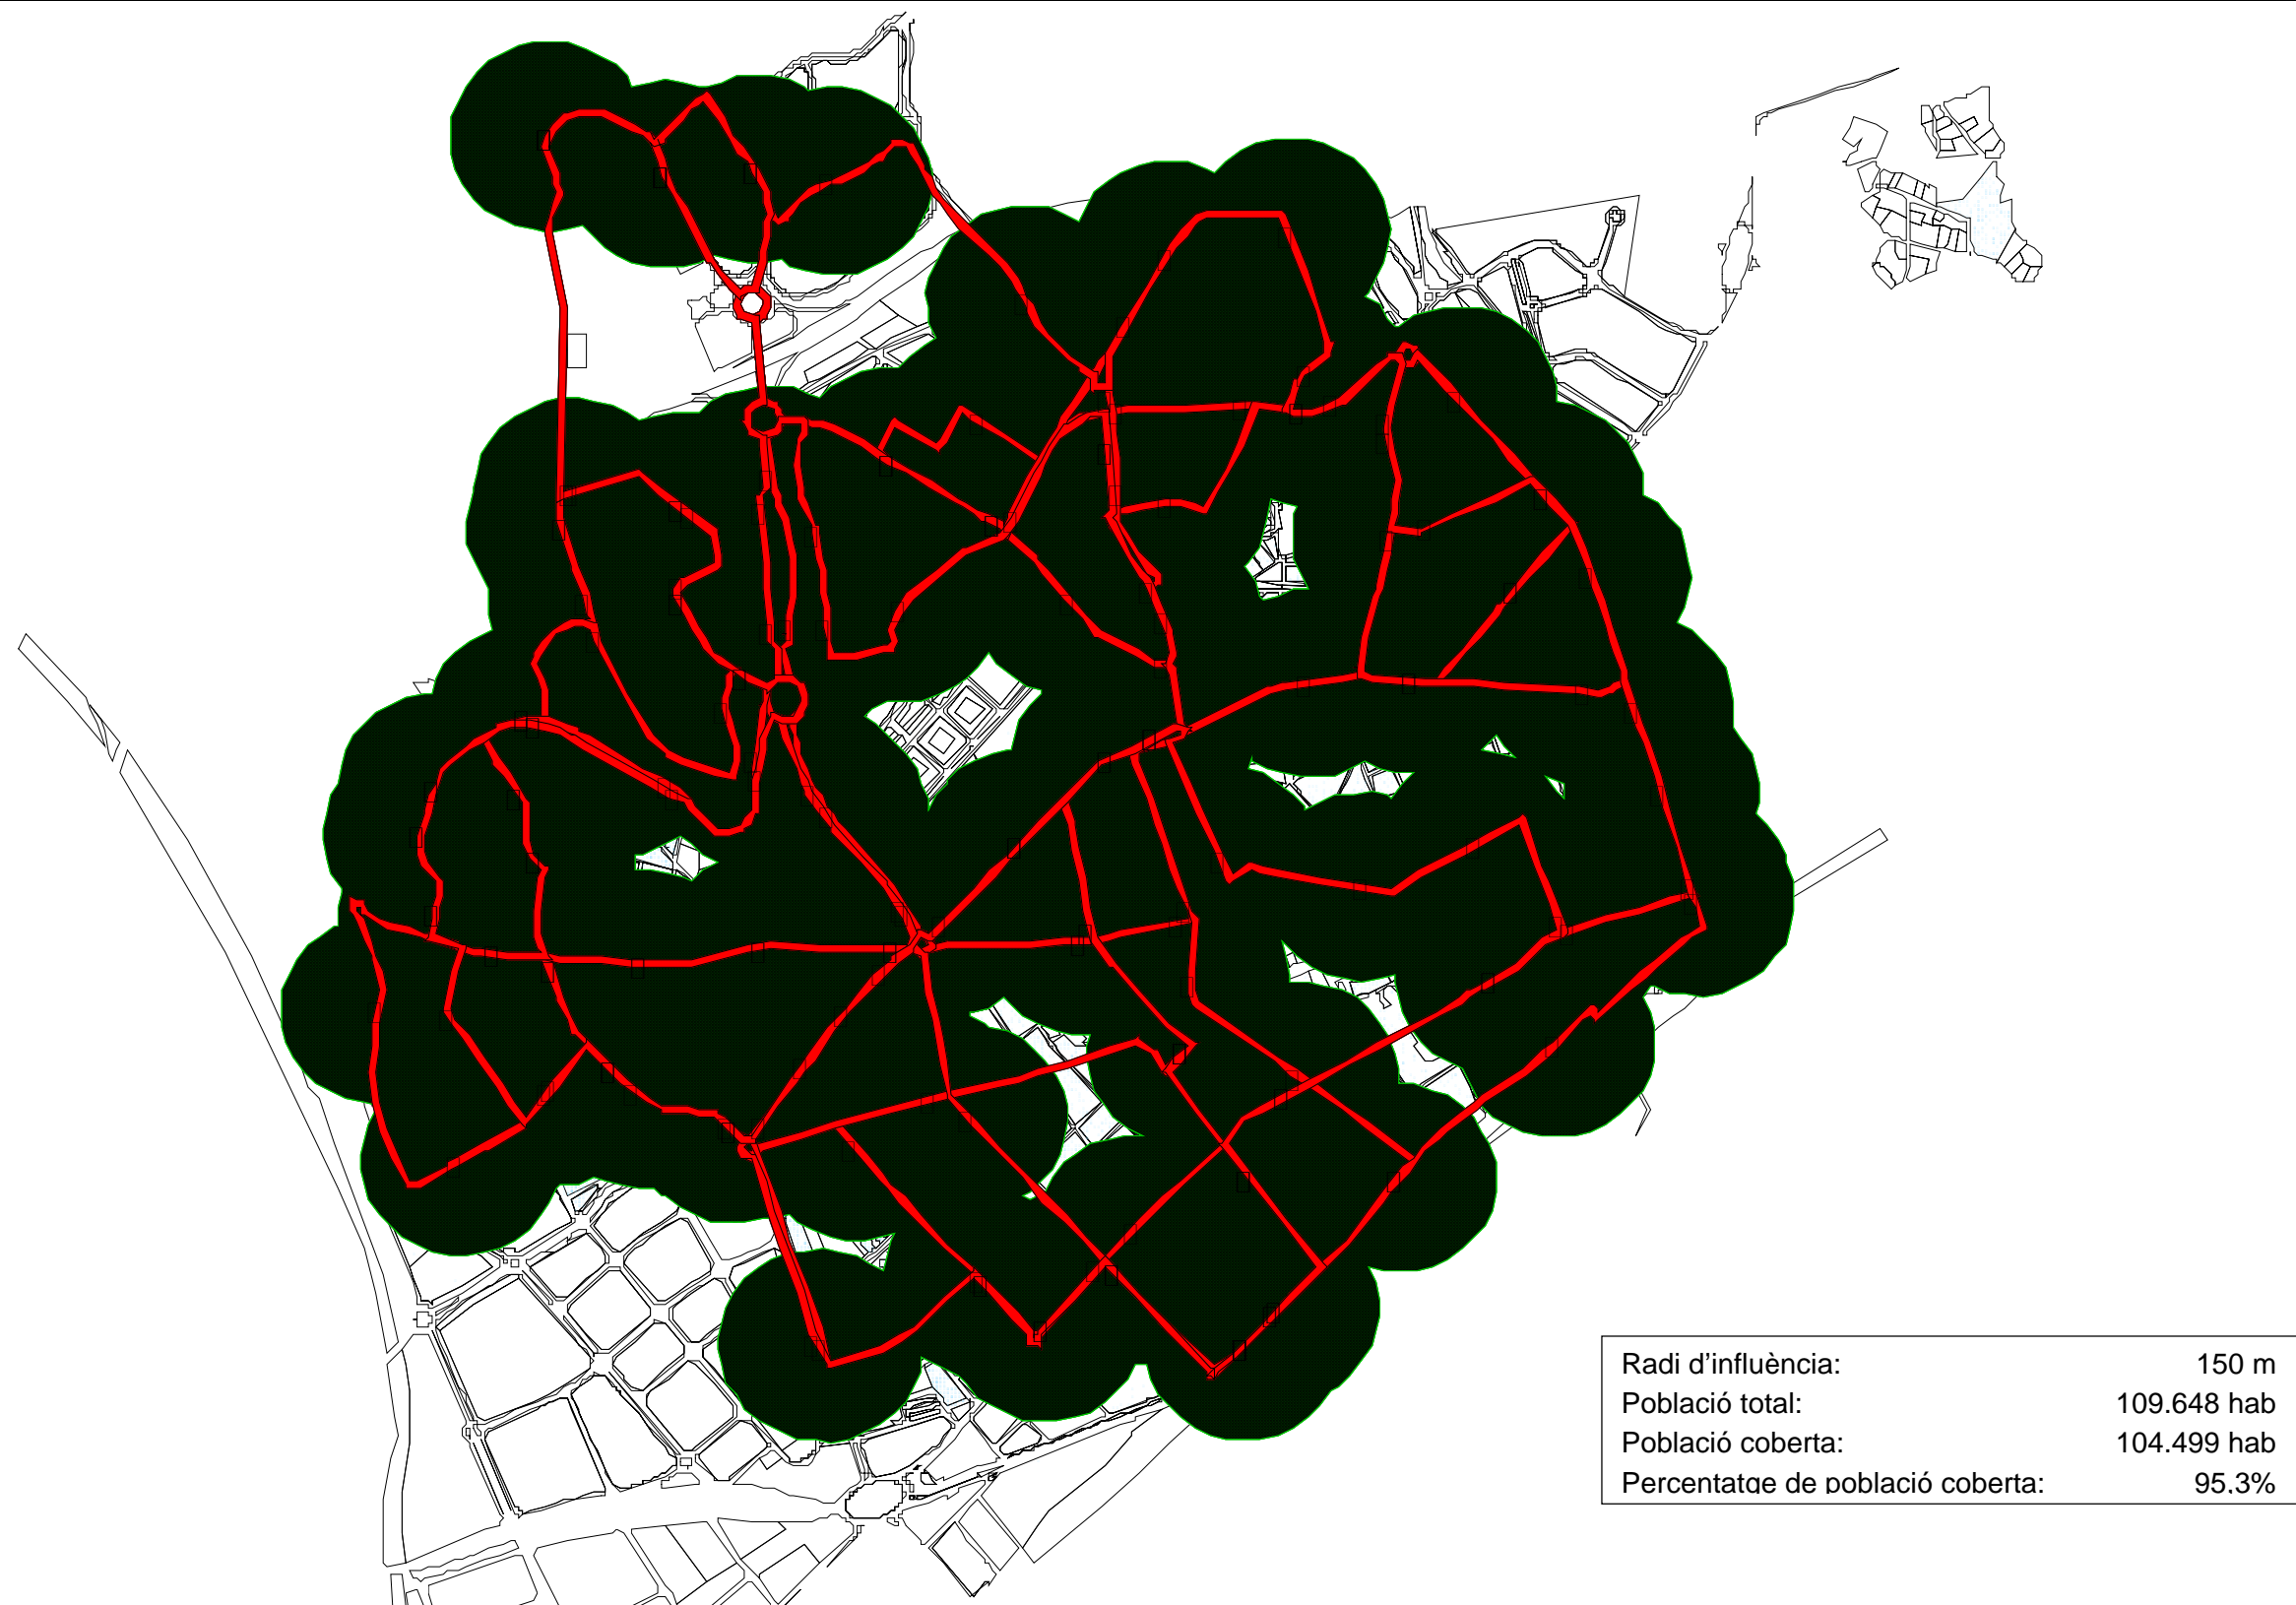 Radi d’influència: 150 m
Població total: 109.648 hab
Població coberta: 104.499 hab
Percentatge de població coberta: 95.3%